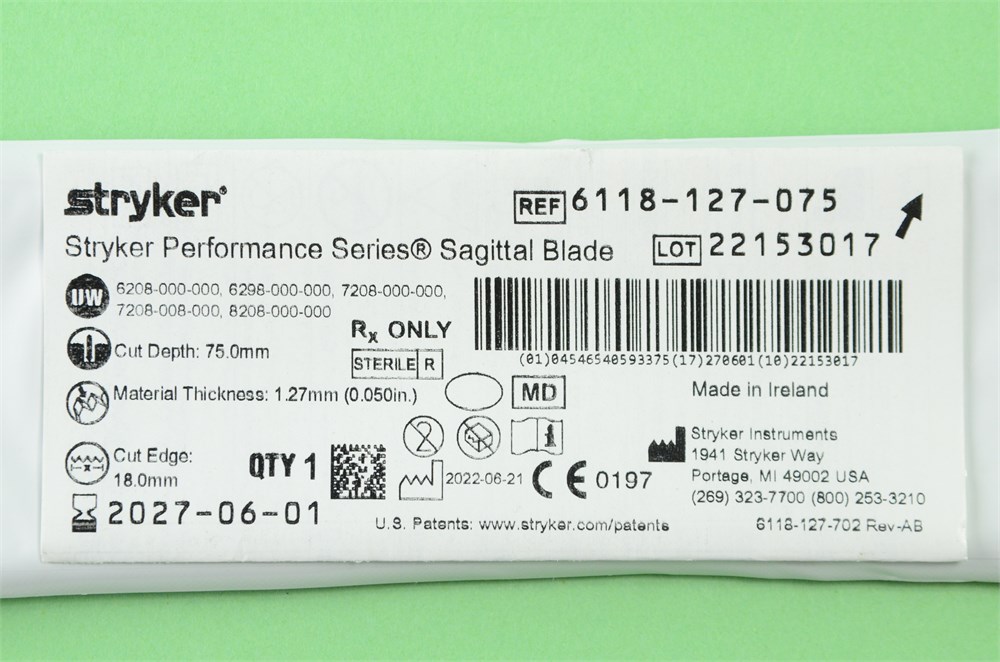 stryker®
REF 6118-127-075
Stryker Performance Series® Sagittal Blade
LOT 22153017
UW 6208-000-000, 6298-000-000, 7208-000-000,
7208-008-000, 8208-000-000
Rx ONLY
(01)04546540593375(17)270601(10)22153017
Cut Depth: 75.0mm
STERILE R
Material Thickness: 1.27mm (0.050in.)
MD
Made in Ireland
2
Stryker Instruments
1941 Stryker Way
Portage, MI 49002 USA
(269) 323-7700 (800) 253-3210
Cut Edge:
18.0mm
QTY 1
2022-06-21
CE 0197
2027-06-01
U.S. Patents: www.stryker.com/patents
6118-127-702 Rev-AB